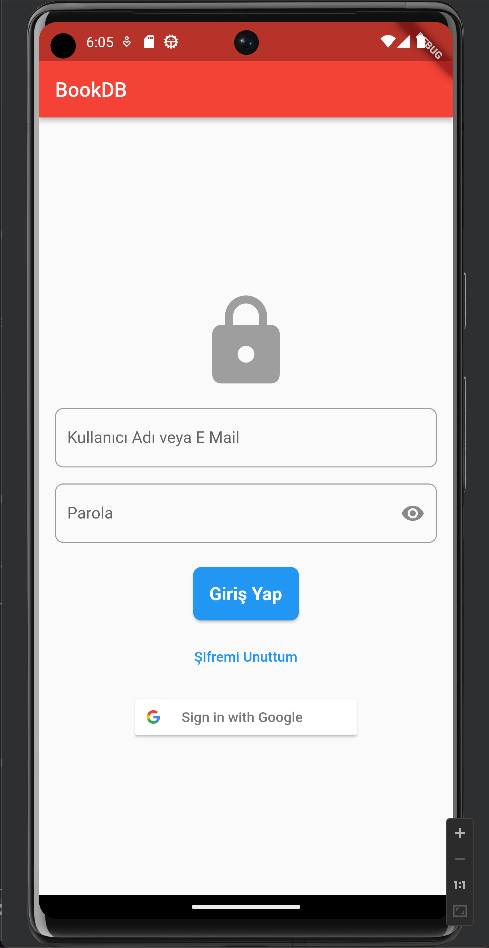 6:05
BUG
BookDB
Kullanıcı Adı veya E Mail
Parola
Giriş Yap
Şifremi Unuttum
Sign in with Google
1:1